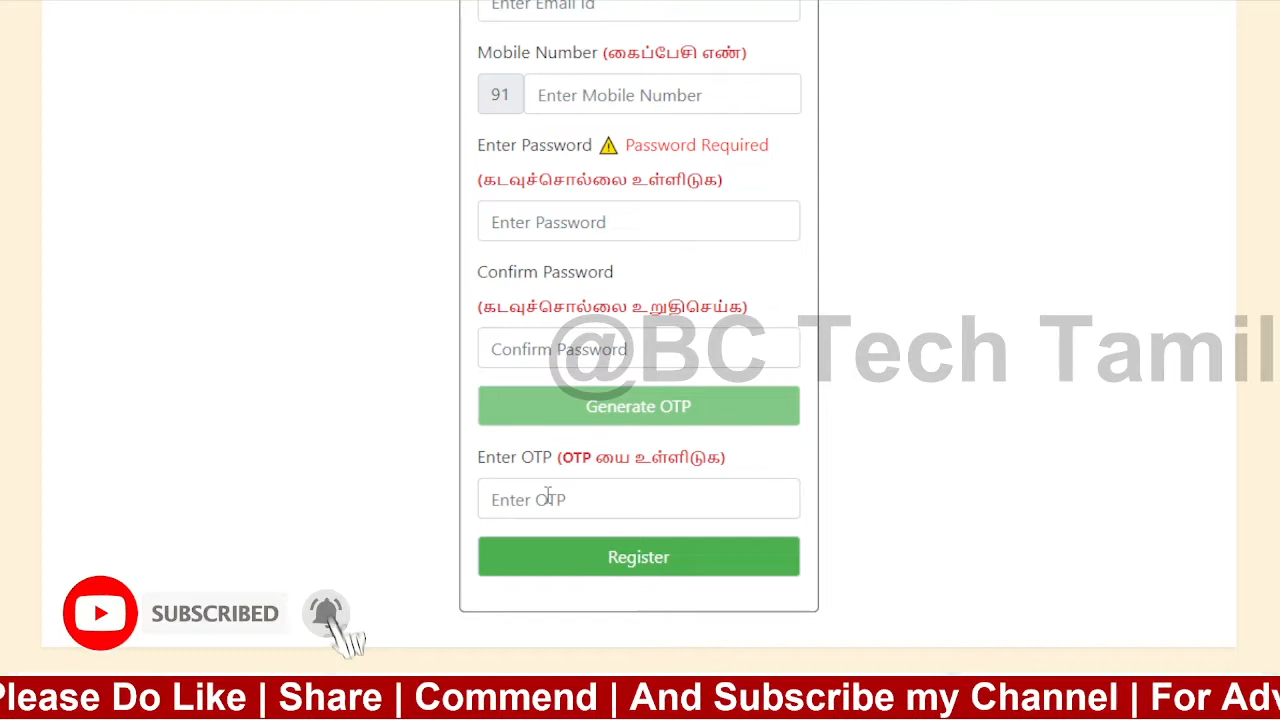 Enter Email Id
Mobile Number (கைப்பேசி எண்)
91 Enter Mobile Number
Enter Password ⚠ Password Required
(கடவுச்சொல்லை உள்ளிடுக)
Enter Password
Confirm Password
(கடவுச்சொல்லை உறுதிசெய்க)
Confirm Password
@BC Tech Tamil
Generate OTP
Enter OTP (OTP யை உள்ளிடுக)
Enter OTP
Register
SUBSCRIBED
Please Do Like | Share | Commend | And Subscribe my Channel | For Adv